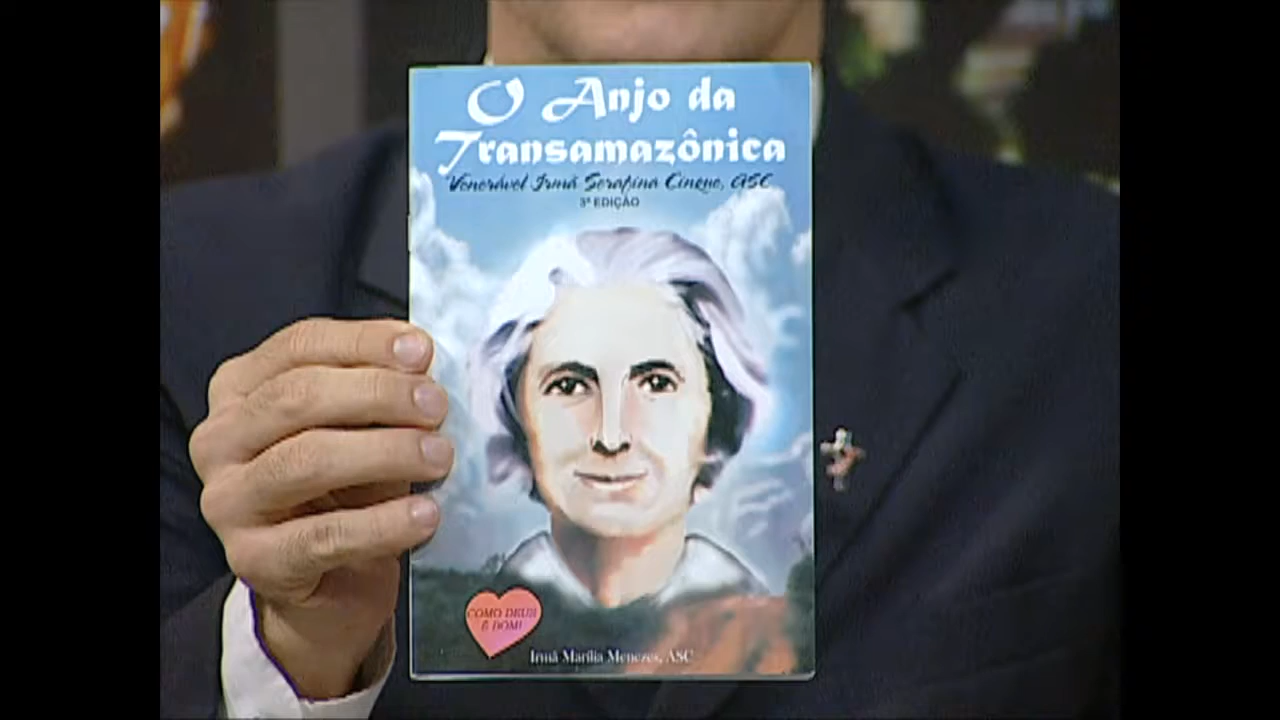 O Anjo da
Transamazônica
Venerável Irmã Serafina Cinque, ASC
3ª EDIÇÃO
COMO DEUS
É BOM!
Irmã Marília Menezes, ASC